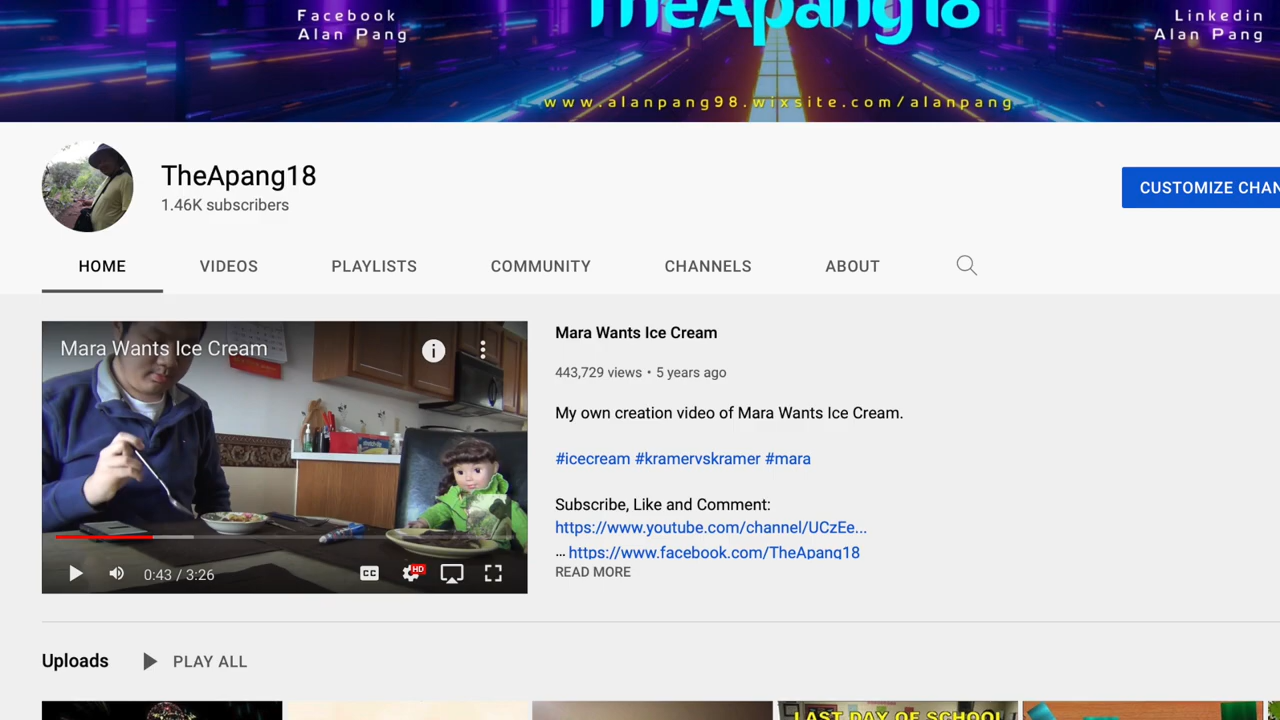 Facebook
Alan Pang
TheApang18
Linkedin
Alan Pang
www.alanpang98.wixsite.com/alanpang
TheApang18
1.46K subscribers
CUSTOMIZE CHAN
HOME
VIDEOS
PLAYLISTS
COMMUNITY
CHANNELS
ABOUT
Mara Wants Ice Cream
0:43 / 3:26
CC
HD
Mara Wants Ice Cream
443,729 views • 5 years ago
My own creation video of Mara Wants Ice Cream.
#icecream #kramervskramer #mara
Subscribe, Like and Comment:
https://www.youtube.com/channel/UCzEe...
... https://www.facebook.com/TheApang18
READ MORE
Uploads
PLAY ALL
LAST DAY OF SCHOOL